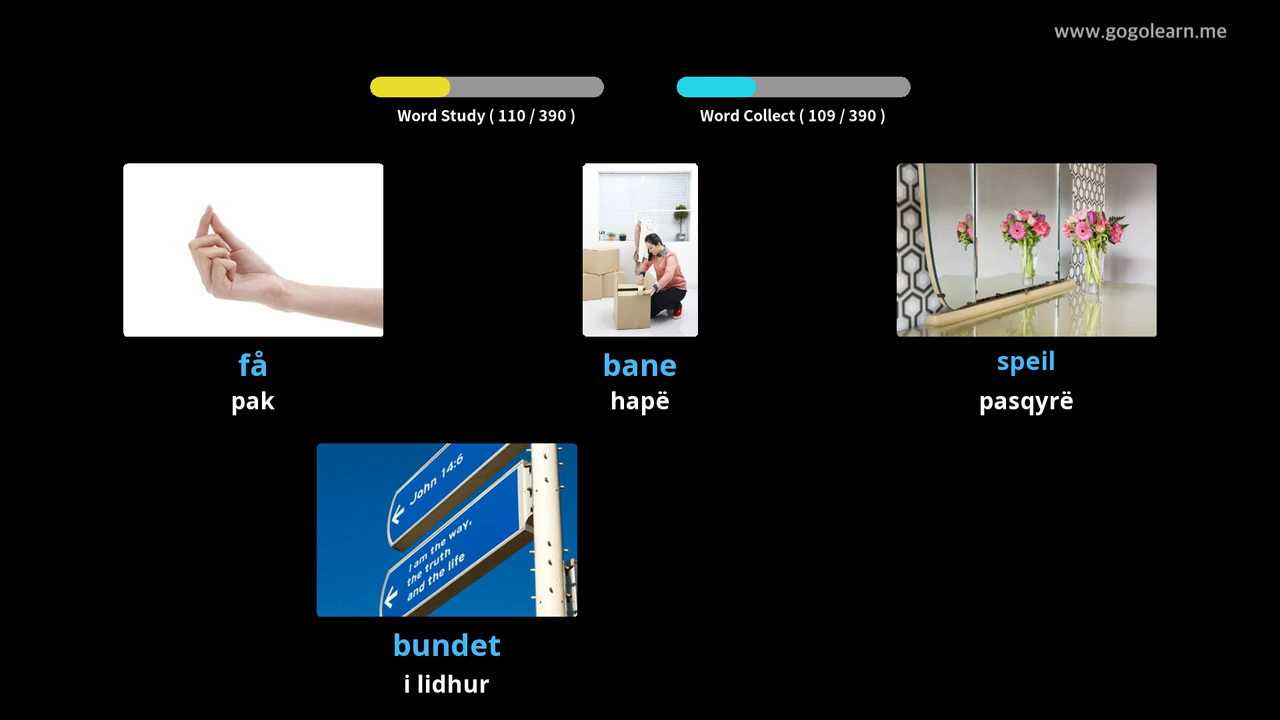 www.gogolearn.me
Word Study ( 110 / 390 )
Word Collect ( 109 / 390 )
få
pak
bane
hapë
speil
pasqyrë
John 14:6
I am the way,
the truth
and the life
bundet
i lidhur